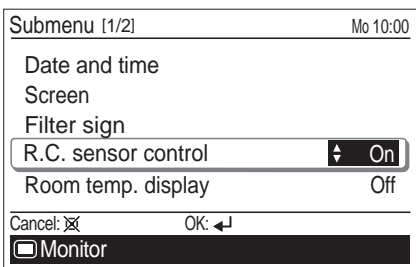 Submenu [1/2] Mo 10:00
Date and time
Screen
Filter sign
R.C. sensor control On
Room temp. display Off
Cancel: OK:
Monitor